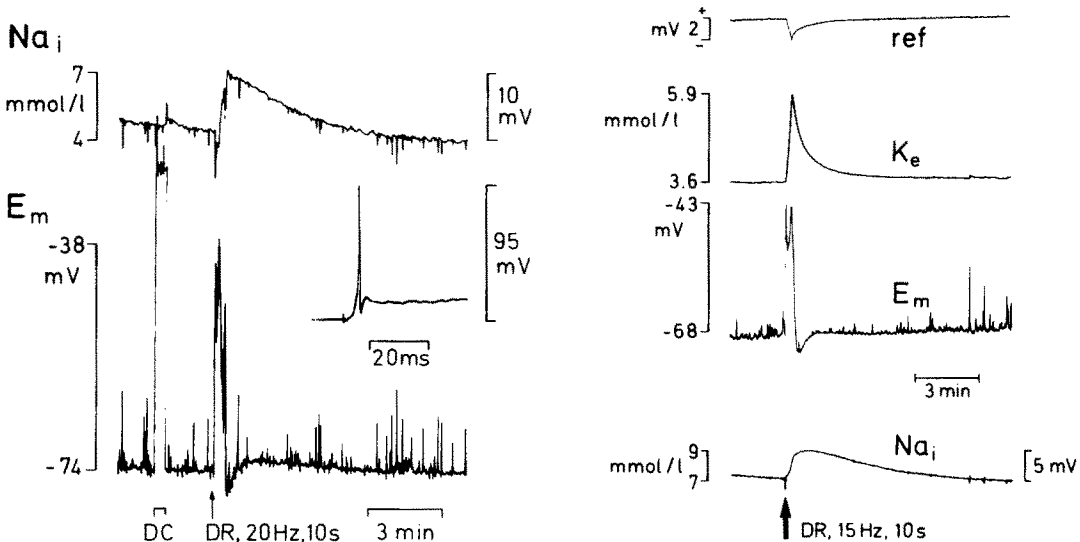 Na i
7
mmol/l
4
10
mV
E m
-38
mV
-74
95
mV
20ms
DC
DR, 20Hz, 10s
3 min
mV 2
+
-
ref
5.9
mmol/l
3.6
K e
-43
mV
-68
E m
3 min
Na i
9
mmol/l
7
5 mV
DR, 15 Hz, 10s